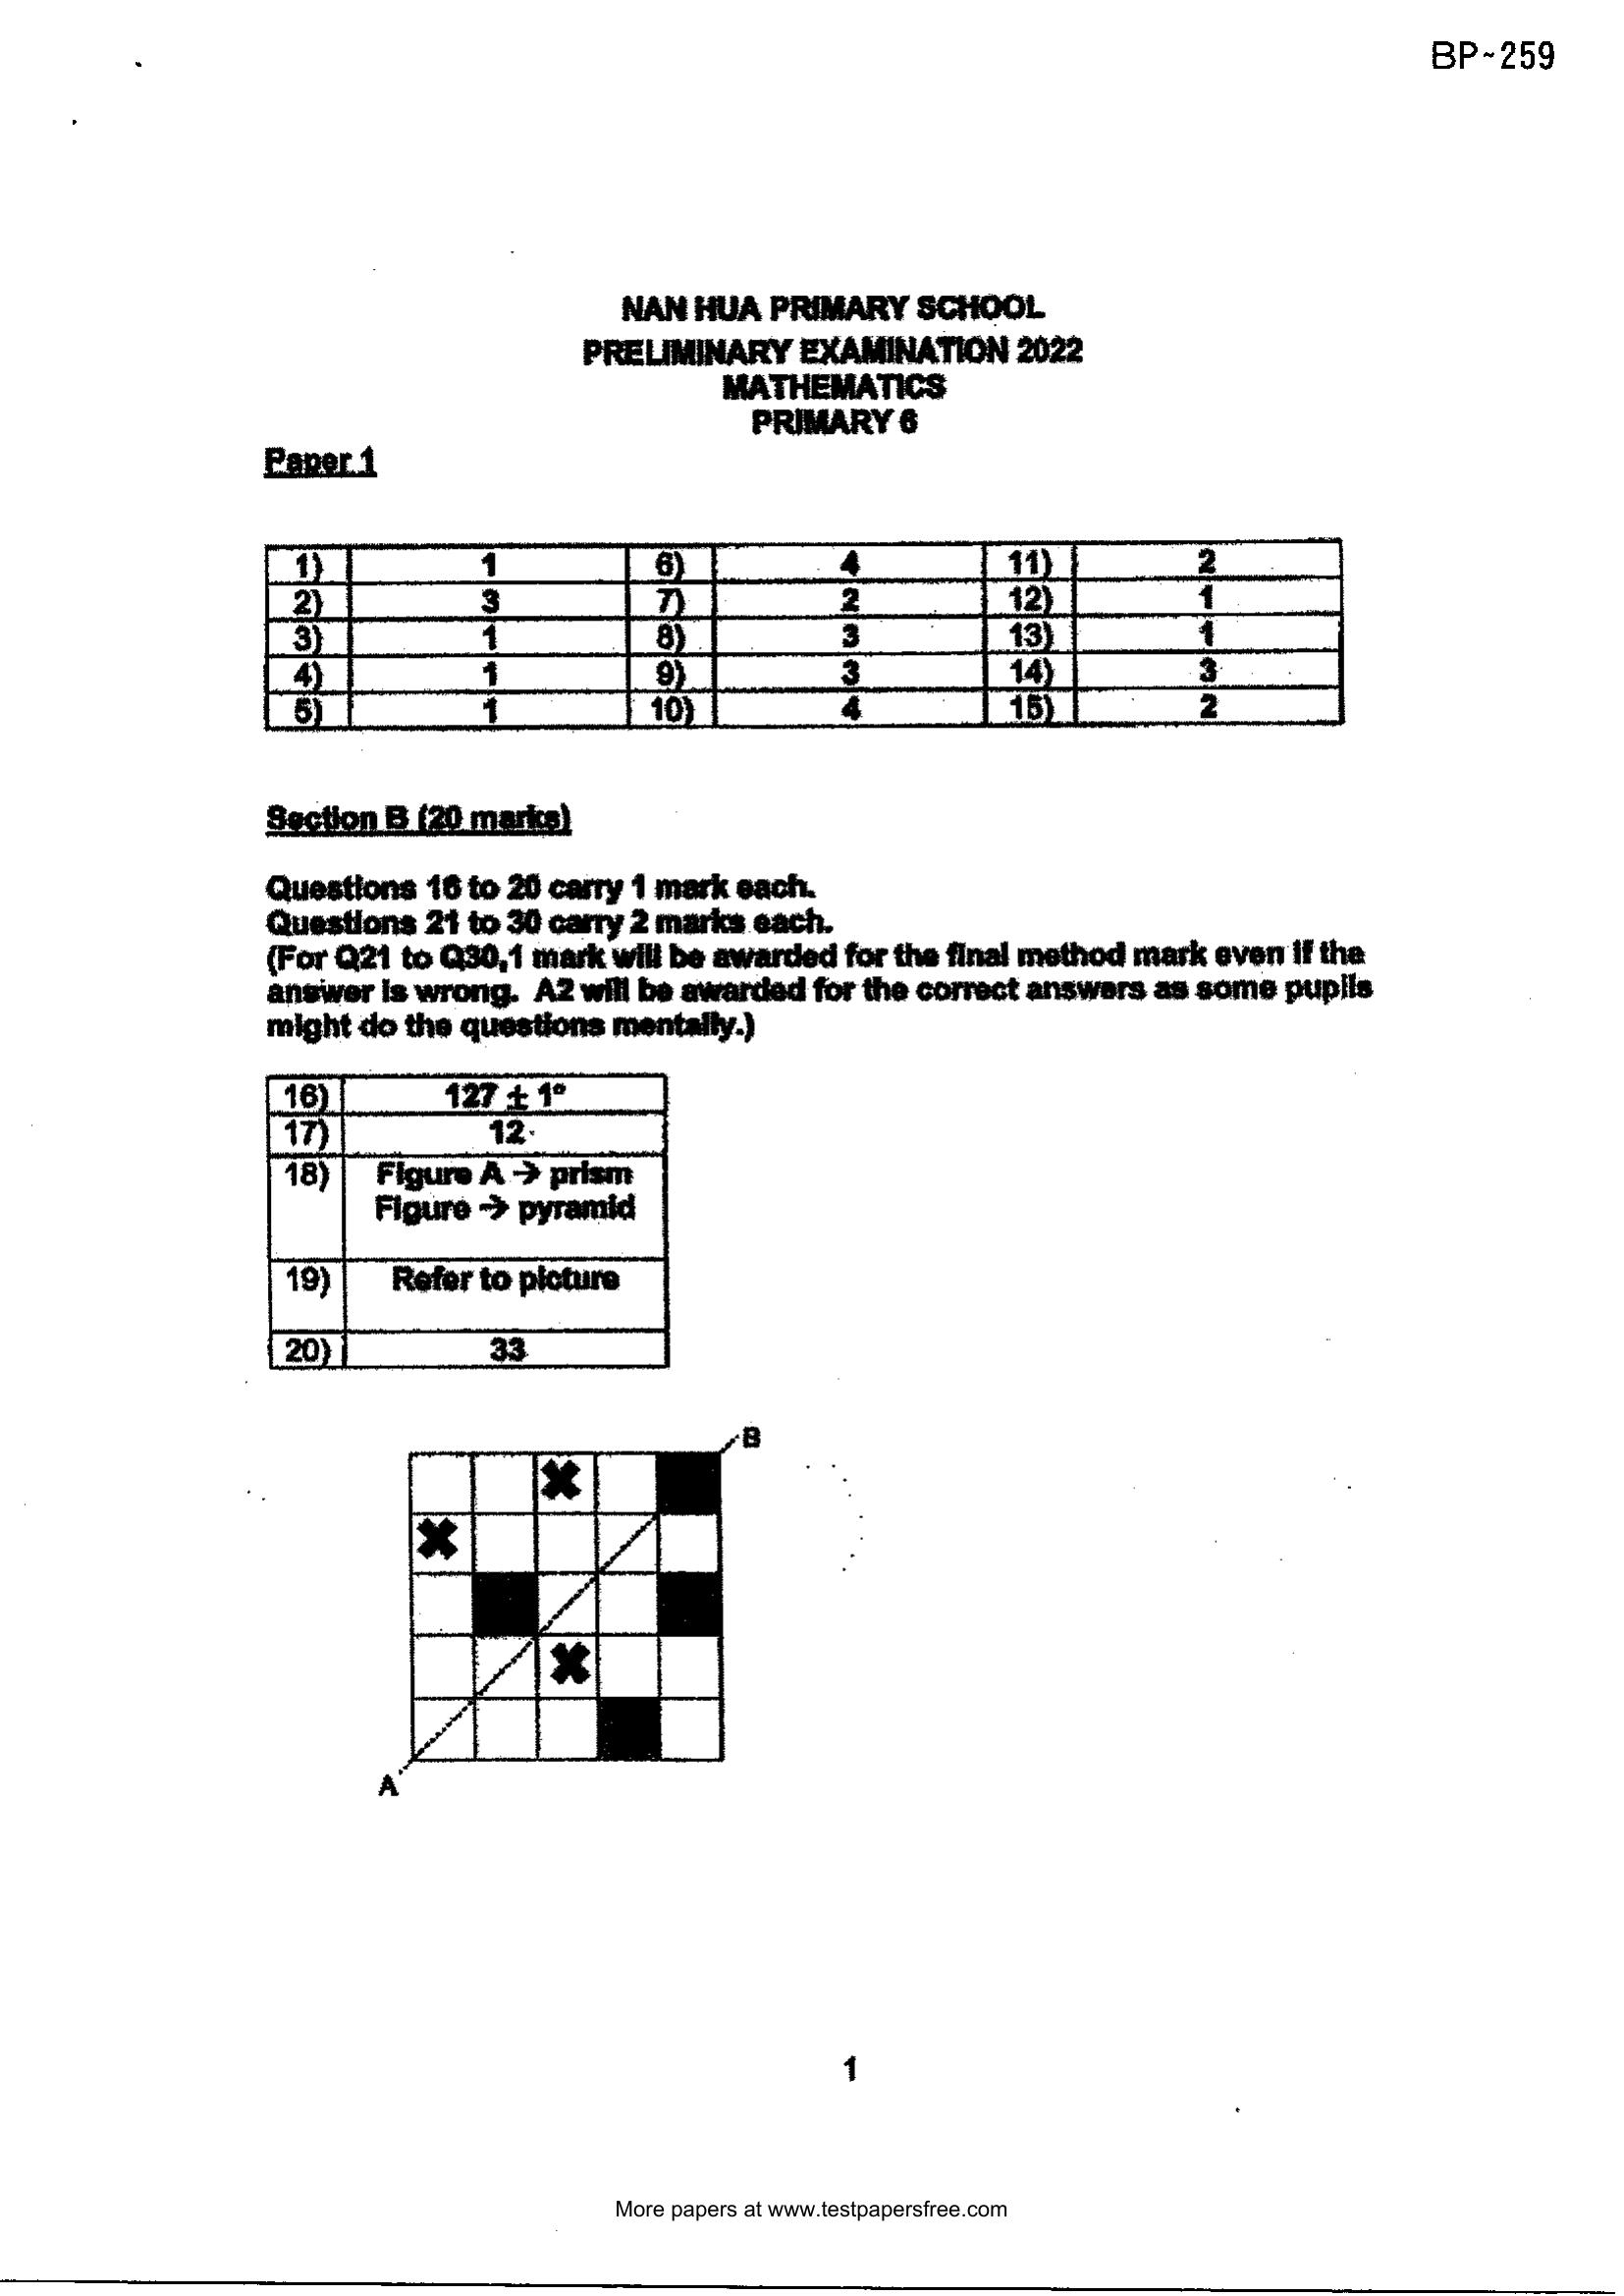 BP~259
NAN HUA PRIMARY SCHOOL
PRELIMINARY EXAMINATION 2022
MATHEMATICS
PRIMARY 6
Paper 1
1) 1 6) 4 11) 2
2) 3 7) 2 12) 1
3) 1 8) 3 13) 1
4) 1 9) 3 14) 3
5) 1 10) 4 15) 2
Section B (20 marks)
Questions 16 to 20 carry 1 mark each.
Questions 21 to 30 carry 2 marks each.
(For Q21 to Q30,1 mark will be awarded for the final method mark even if the
answer is wrong. A2 will be awarded for the correct answers as some pupils
might do the questions mentally.)
16) 127 ± 1°
17) 12
18) Figure A → prism
Figure → pyramid
19) Refer to picture
20) 33
B
A
1
More papers at www.testpapersfree.com